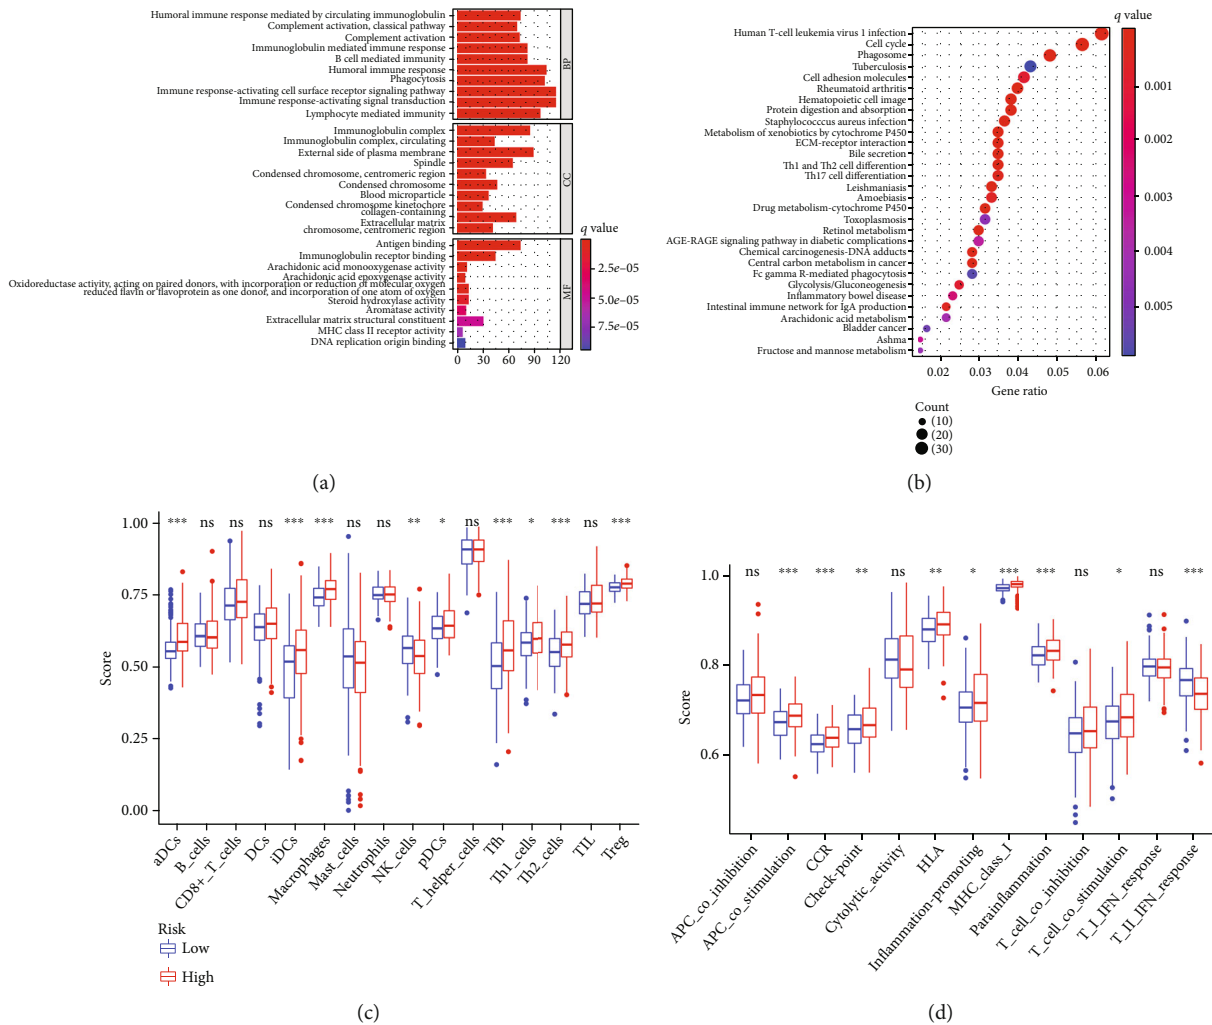 Humoral immune response mediated by circulating immunoglobulin
Complement activation, classical pathway
Complement activation
Immunoglobulin mediated immune response
B cell mediated immunity
Humoral immune response
Phagocytosis
Immune response-activating cell surface receptor signaling pathway
Immune response-activating signal transduction
Lymphocyte mediated immunity
BP
Immunoglobulin complex
Immunoglobulin complex, circulating
External side of plasma membrane
Spindle
Condensed chromosome, centromeric region
Condensed chromosome
Blood microparticle
Condensed chromosome kinetochore
collagen-containing
Extracellular matrix
chromosome, centromeric region
CC
Antigen binding
Immunoglobulin receptor binding
Arachidonic acid monooxygenase activity
Arachidonic acid epoxygenase activity
Oxidoreductase activity, acting on paired donors, with incorporation or reduction of molecular oxygen
reduced flavin or flavoprotein as one donor, and incorporation of one atom of oxygen
Steroid hydroxylase activity
Aromatase activity
Extracellular matrix structural constituent
MHC class II receptor activity
DNA replication origin binding
MF
0 30 60 90 120
q value
2.5e−05
5.0e−05
7.5e−05
(a)
Human T-cell leukemia virus 1 infection
Cell cycle
Phagosome
Tuberculosis
Cell adhesion molecules
Rheumatoid arthritis
Hematopoietic cell image
Protein digestion and absorption
Staphylococcus aureus infection
Metabolism of xenobiotics by cytochrome P450
ECM-receptor interaction
Bile secretion
Th1 and Th2 cell differention
Th17 cell differentiation
Leishmaniasis
Amoebiasis
Drug metabolism-cytochrome P450
Toxoplasmosis
Retinol metabolism
AGE-RAGE signaling pathway in diabetic complications
Chemical carcinogenesis-DNA adducts
Central carbon metabolism in cancer
Fc gamma R-mediated phagocytosis
Glycolysis/Gluconeogenesis
Inflammatory bowel disease
Intestinal immune network for IgA production
Arachidonic acid metabolism
Bladder cancer
Ashma
Fructose and mannose metabolism
0.02 0.03 0.04 0.05 0.06
Gene ratio
q value
0.001
0.002
0.003
0.004
0.005
Count
(10)
(20)
(30)
(b)
*** ns ns ns *** *** ns ns ** * ns *** * *** ns ***
Score
1.00
0.75
0.50
0.25
0.00
aDCs
B_cells
CD8+_T_cells
DCs
iDCs
Macrophages
Mast_cells
Neutrophils
NK_cells
pDCs
T_helper_cells
Tfh
Th1_cells
Th2_cells
TIL
Treg
Risk
Low
High
(c)
ns *** *** ** ns ** * *** *** ns * ns ***
Score
1.0
0.8
0.6
APC_co_inhibition
APC_co_stimulation
CCR
Check-point
Cytolytic_activity
HLA
Inflammation-promoting
MHC_class_I
Parainflammation
T_cell_co_inhibition
T_cell_co_stimulation
T_I_IFN_response
T_II_IFN_response
(d)